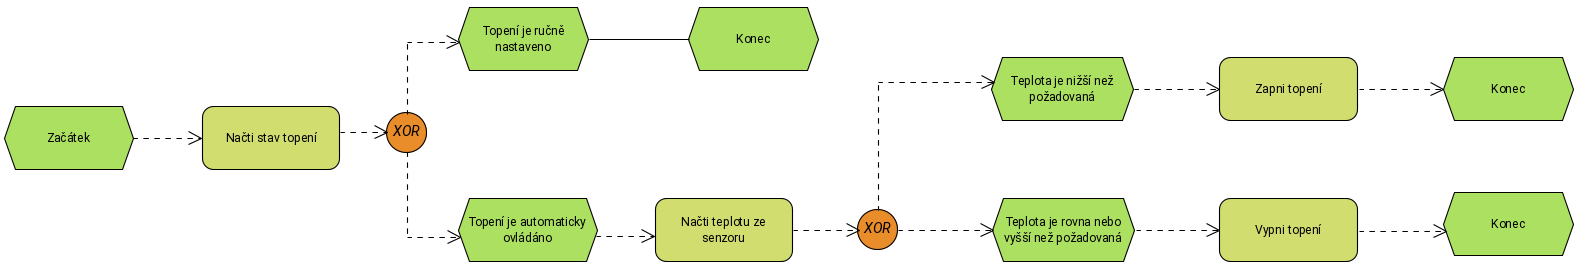 Začátek
Načti stav topení
XOR
Topení je ručně
nastaveno
Konec
Topení je automaticky
ovládáno
Načti teplotu ze
senzoru
XOR
Teplota je nižší než
požadovaná
Zapni topení
Konec
Teplota je rovna nebo
vyšší než požadovaná
Vypni topení
Konec